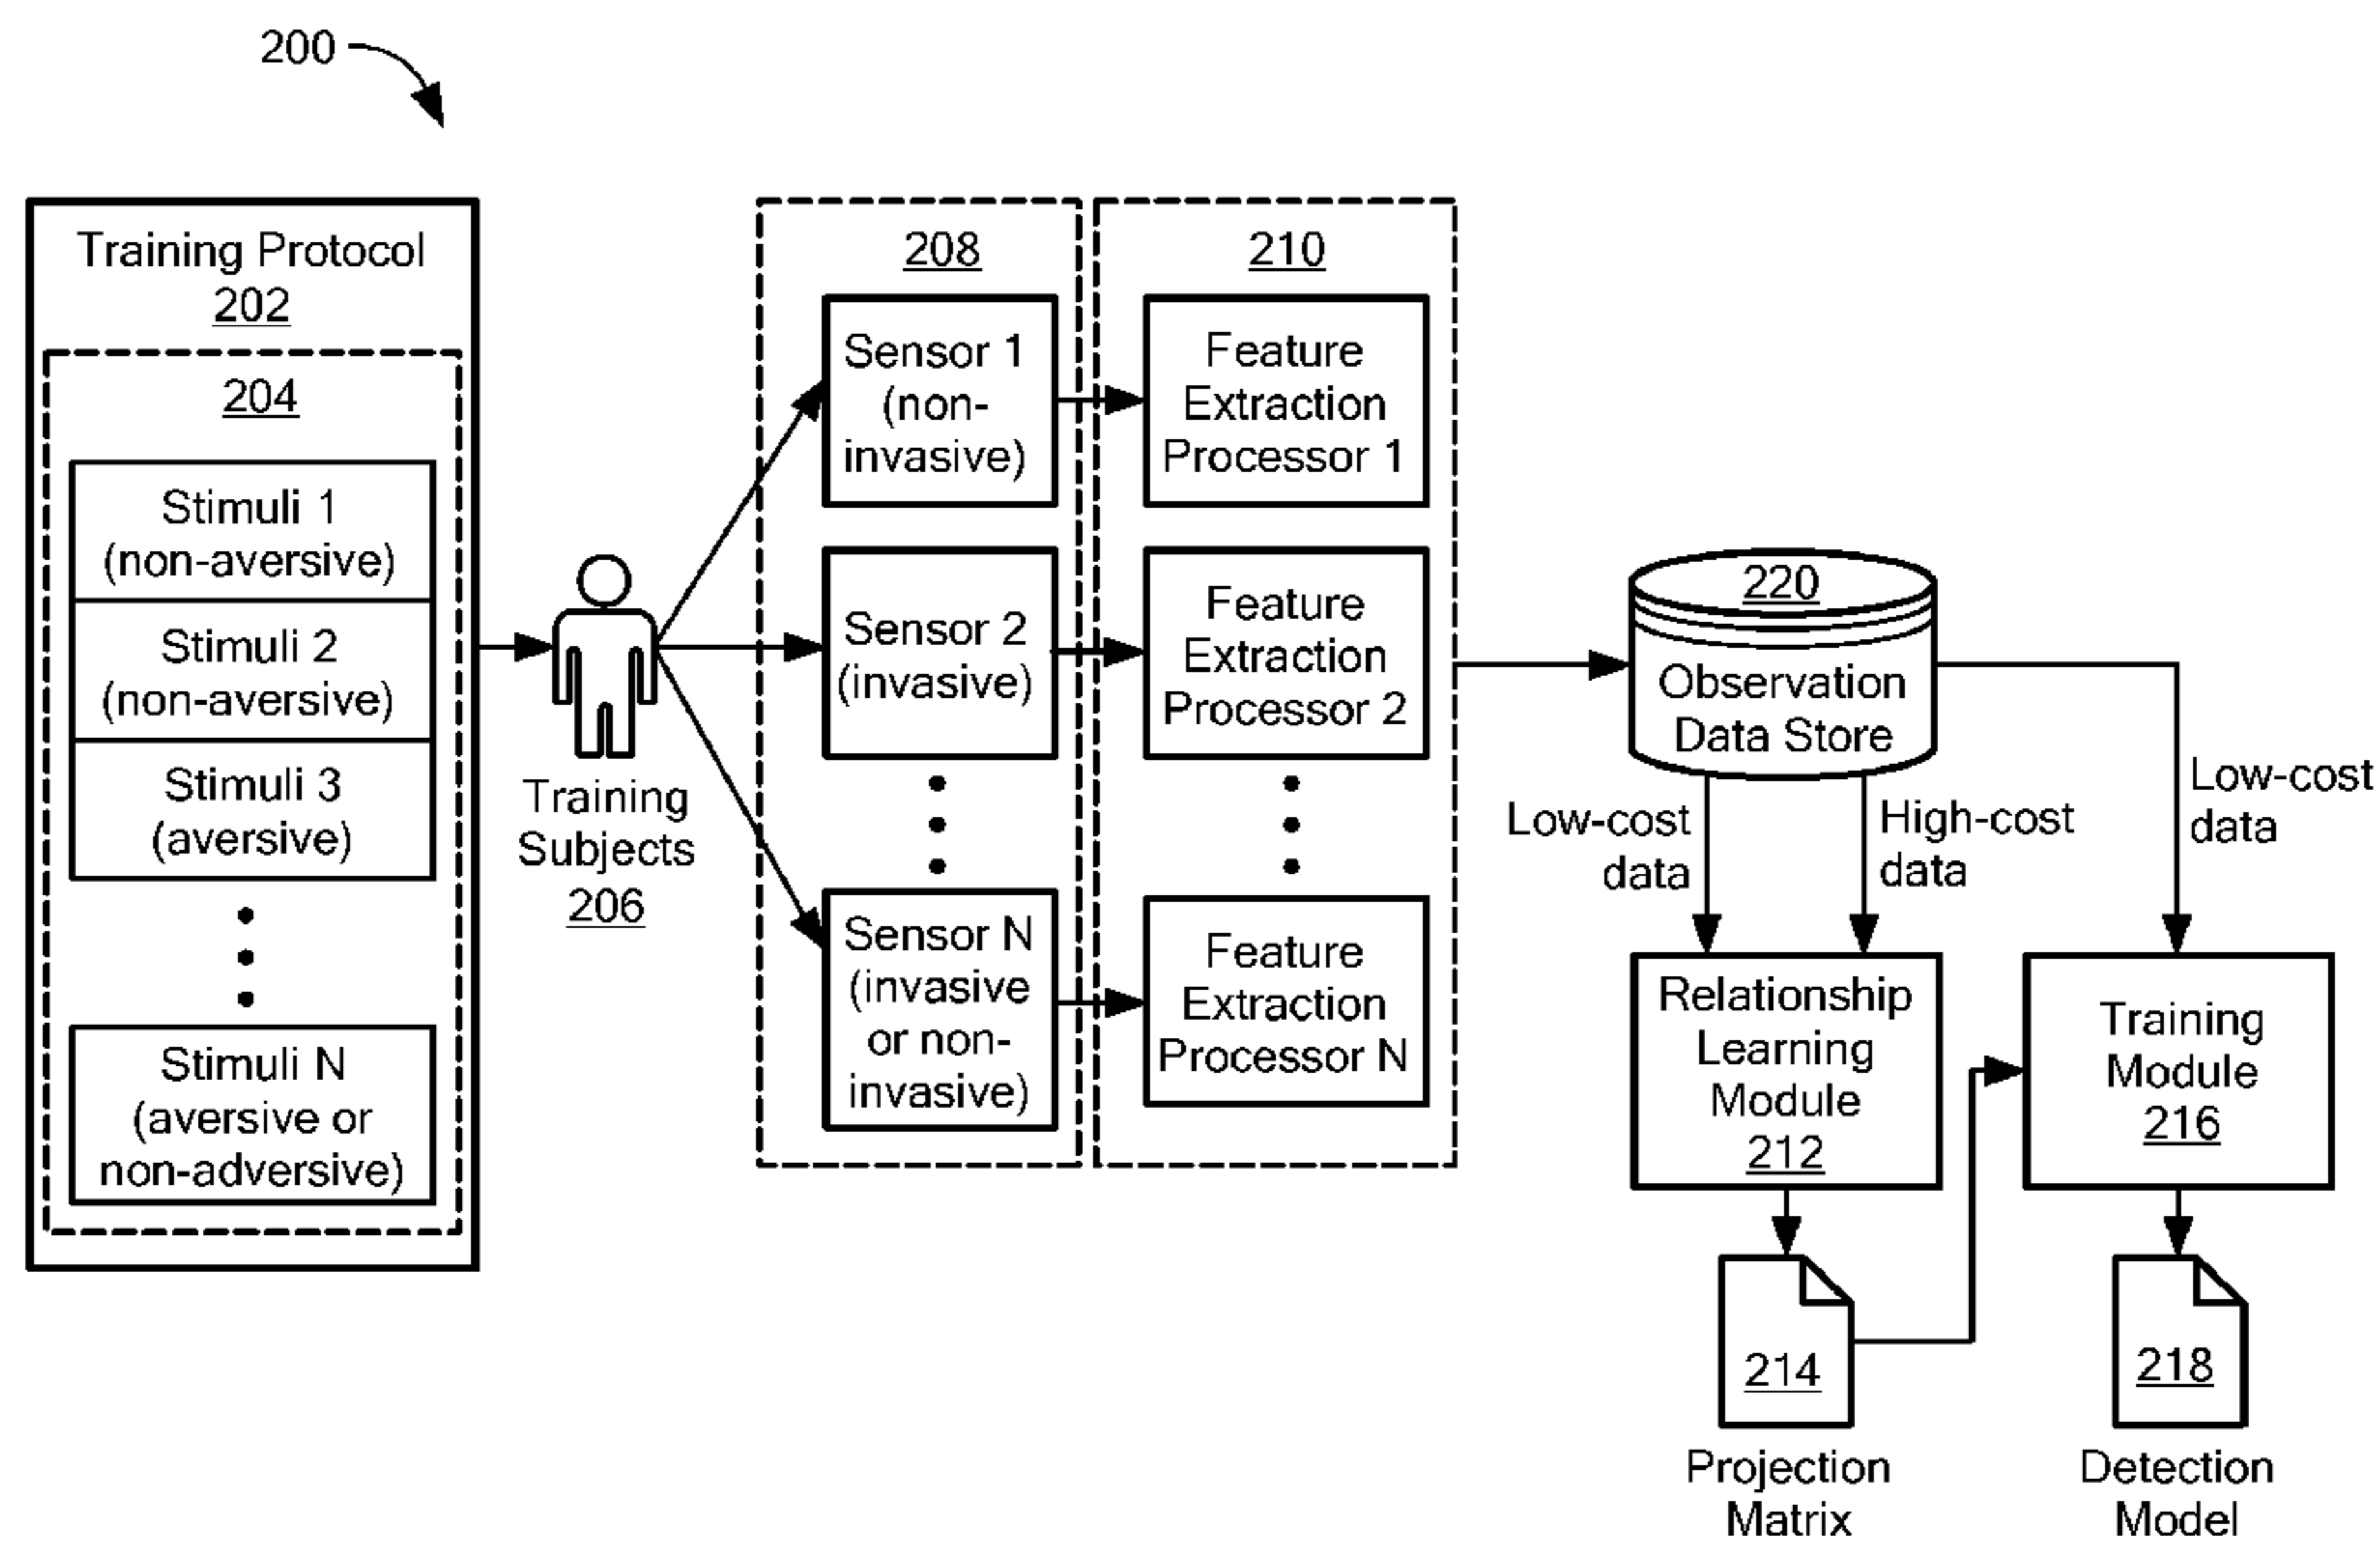 200
Training Protocol
202
204
Stimuli 1
(non-aversive)
Stimuli 2
(non-aversive)
Stimuli 3
(aversive)
Stimuli N
(aversive or
non-adversive)
Training
Subjects
206
208
Sensor 1
(non-
invasive)
Sensor 2
(invasive)
Sensor N
(invasive
or non-
invasive)
210
Feature
Extraction
Processor 1
Feature
Extraction
Processor 2
Feature
Extraction
Processor N
220
Observation
Data Store
Low-cost
data
High-cost
data
Low-cost
data
Relationship
Learning
Module
212
Training
Module
216
214
Projection
Matrix
218
Detection
Model